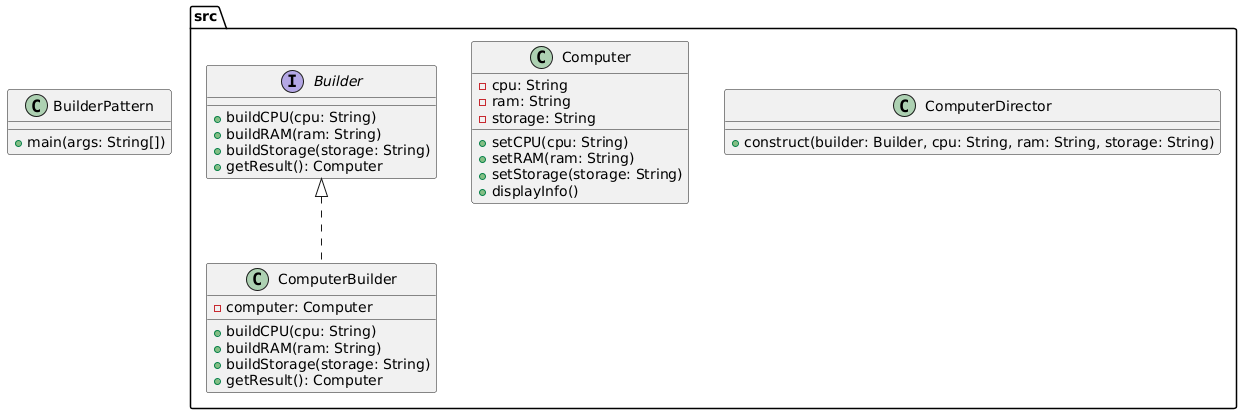 src
BuilderPattern
main(args: String[])
Builder
buildCPU(cpu: String)
buildRAM(ram: String)
buildStorage(storage: String)
getResult(): Computer
Computer
cpu: String
ram: String
storage: String
setCPU(cpu: String)
setRAM(ram: String)
setStorage(storage: String)
displayInfo()
ComputerDirector
construct(builder: Builder, cpu: String, ram: String, storage: String)
ComputerBuilder
computer: Computer
buildCPU(cpu: String)
buildRAM(ram: String)
buildStorage(storage: String)
getResult(): Computer